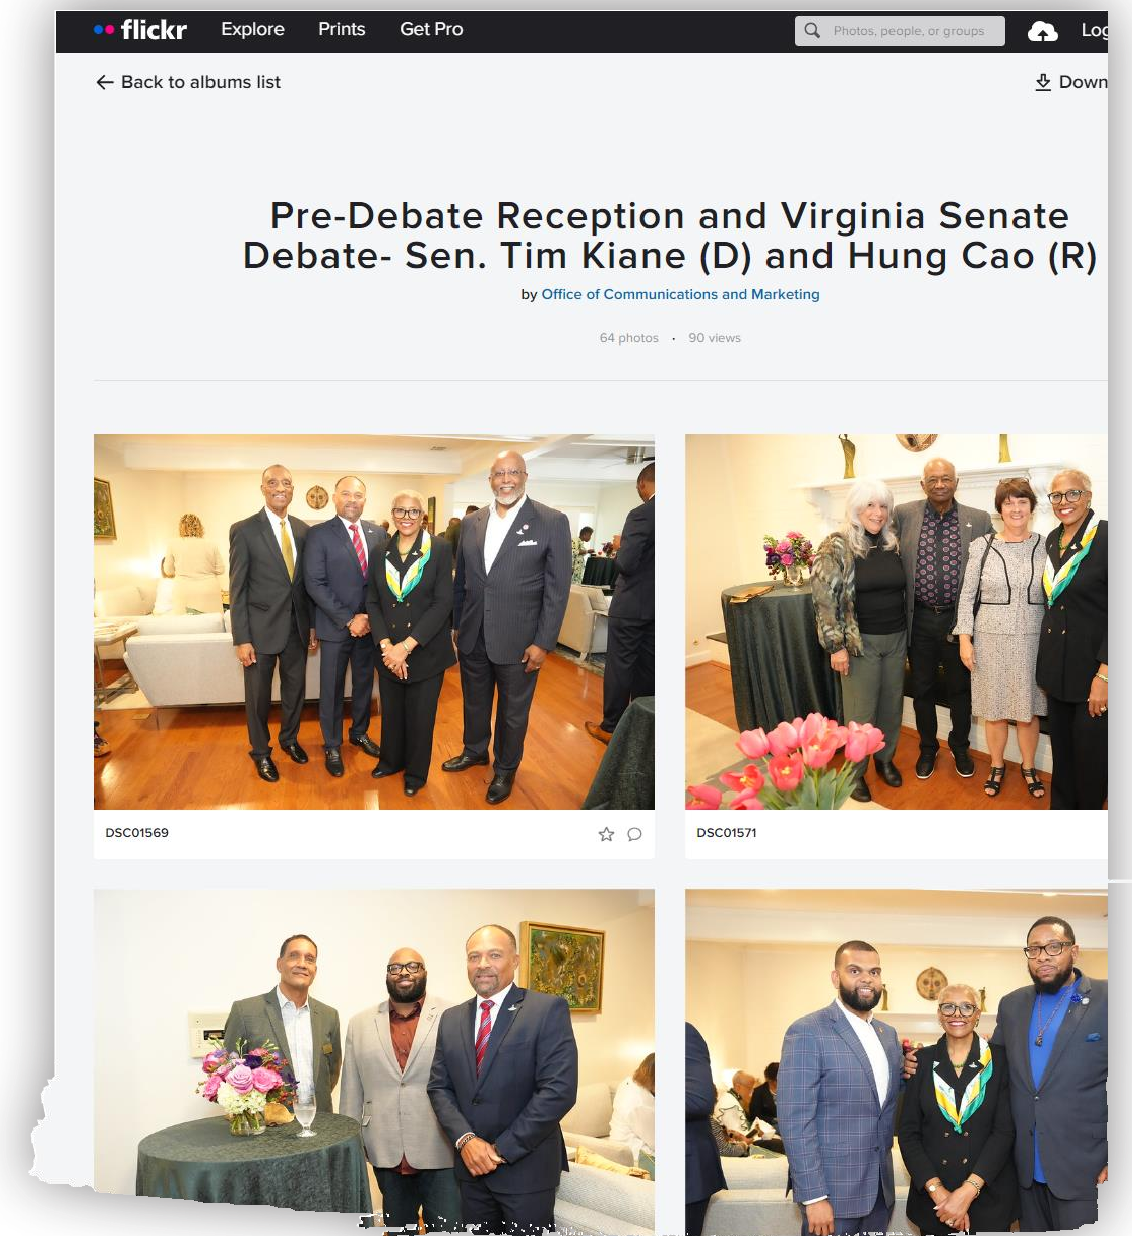 flickr Explore Prints Get Pro Photos, people, or groups Log
Back to albums list Down
Pre-Debate Reception and Virginia Senate
Debate- Sen. Tim Kiane (D) and Hung Cao (R)
by Office of Communications and Marketing
64 photos · 90 views
DSC01569
DSC01571